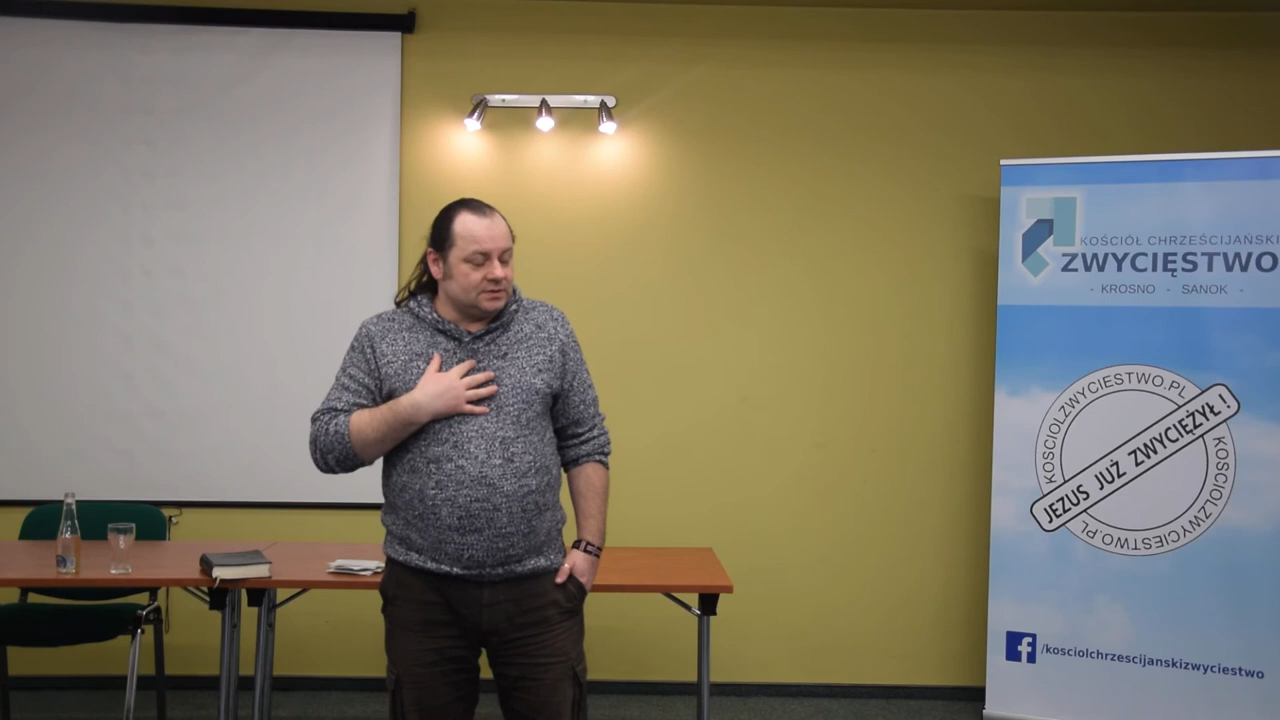 KOŚCIÓŁ CHRZEŚCIJAŃSKI
ZWYCIĘSTWO
- KROSNO - SANOK -
KOSCIOLZWYCIESTWO.PL
JEZUS JUŻ ZWYCIĘŻYŁ !
KOSCIOLZWYCIESTWO.PL
f /kosciolchrzescijanskizwyciestwo